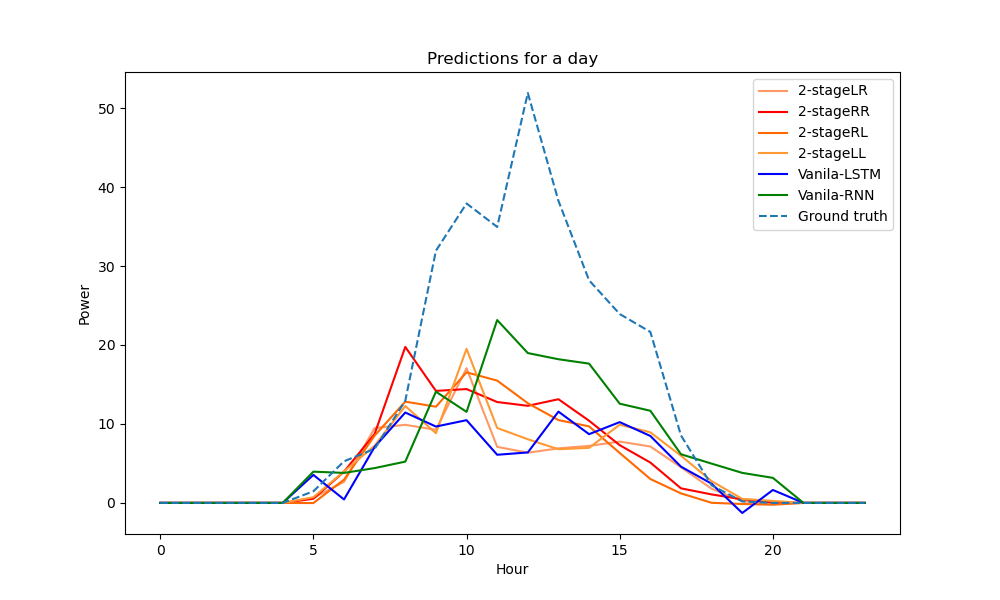 Predictions for a day
2-stageLR
2-stageRR
2-stageRL
2-stageLL
Vanila-LSTM
Vanila-RNN
Ground truth
Power
50
40
30
20
10
0
0 5 10 15 20
Hour